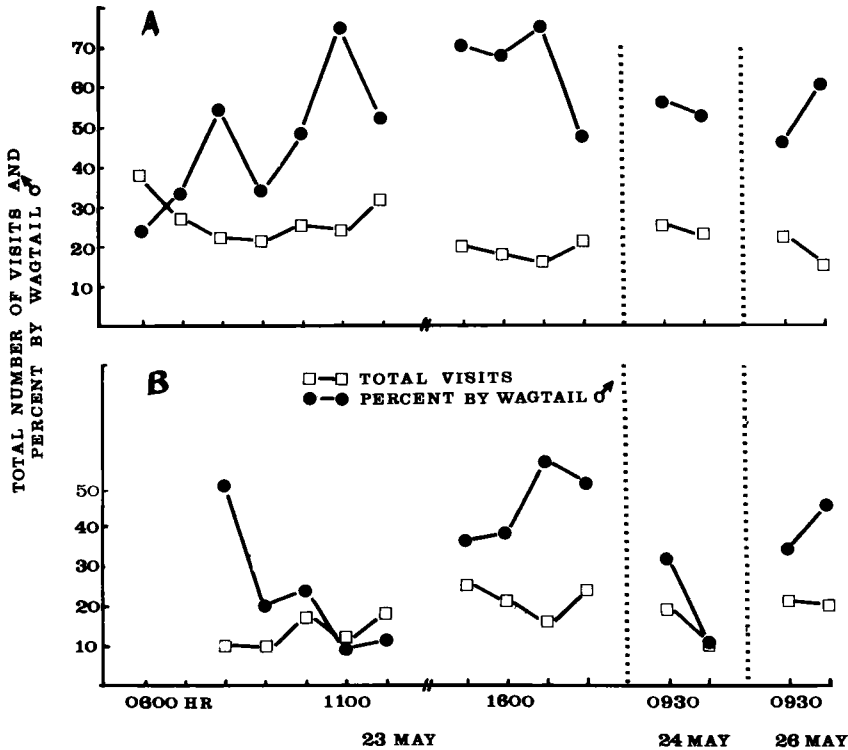 A
70
60
50
40
30
20
10
TOTAL NUMBER OF VISITS AND
PERCENT BY WAGTAIL ♂
B
TOTAL VISITS
PERCENT BY WAGTAIL ♂
50
40
30
20
10
0600 HR 1100 1600 0930 0930
23 MAY 24 MAY 26 MAY